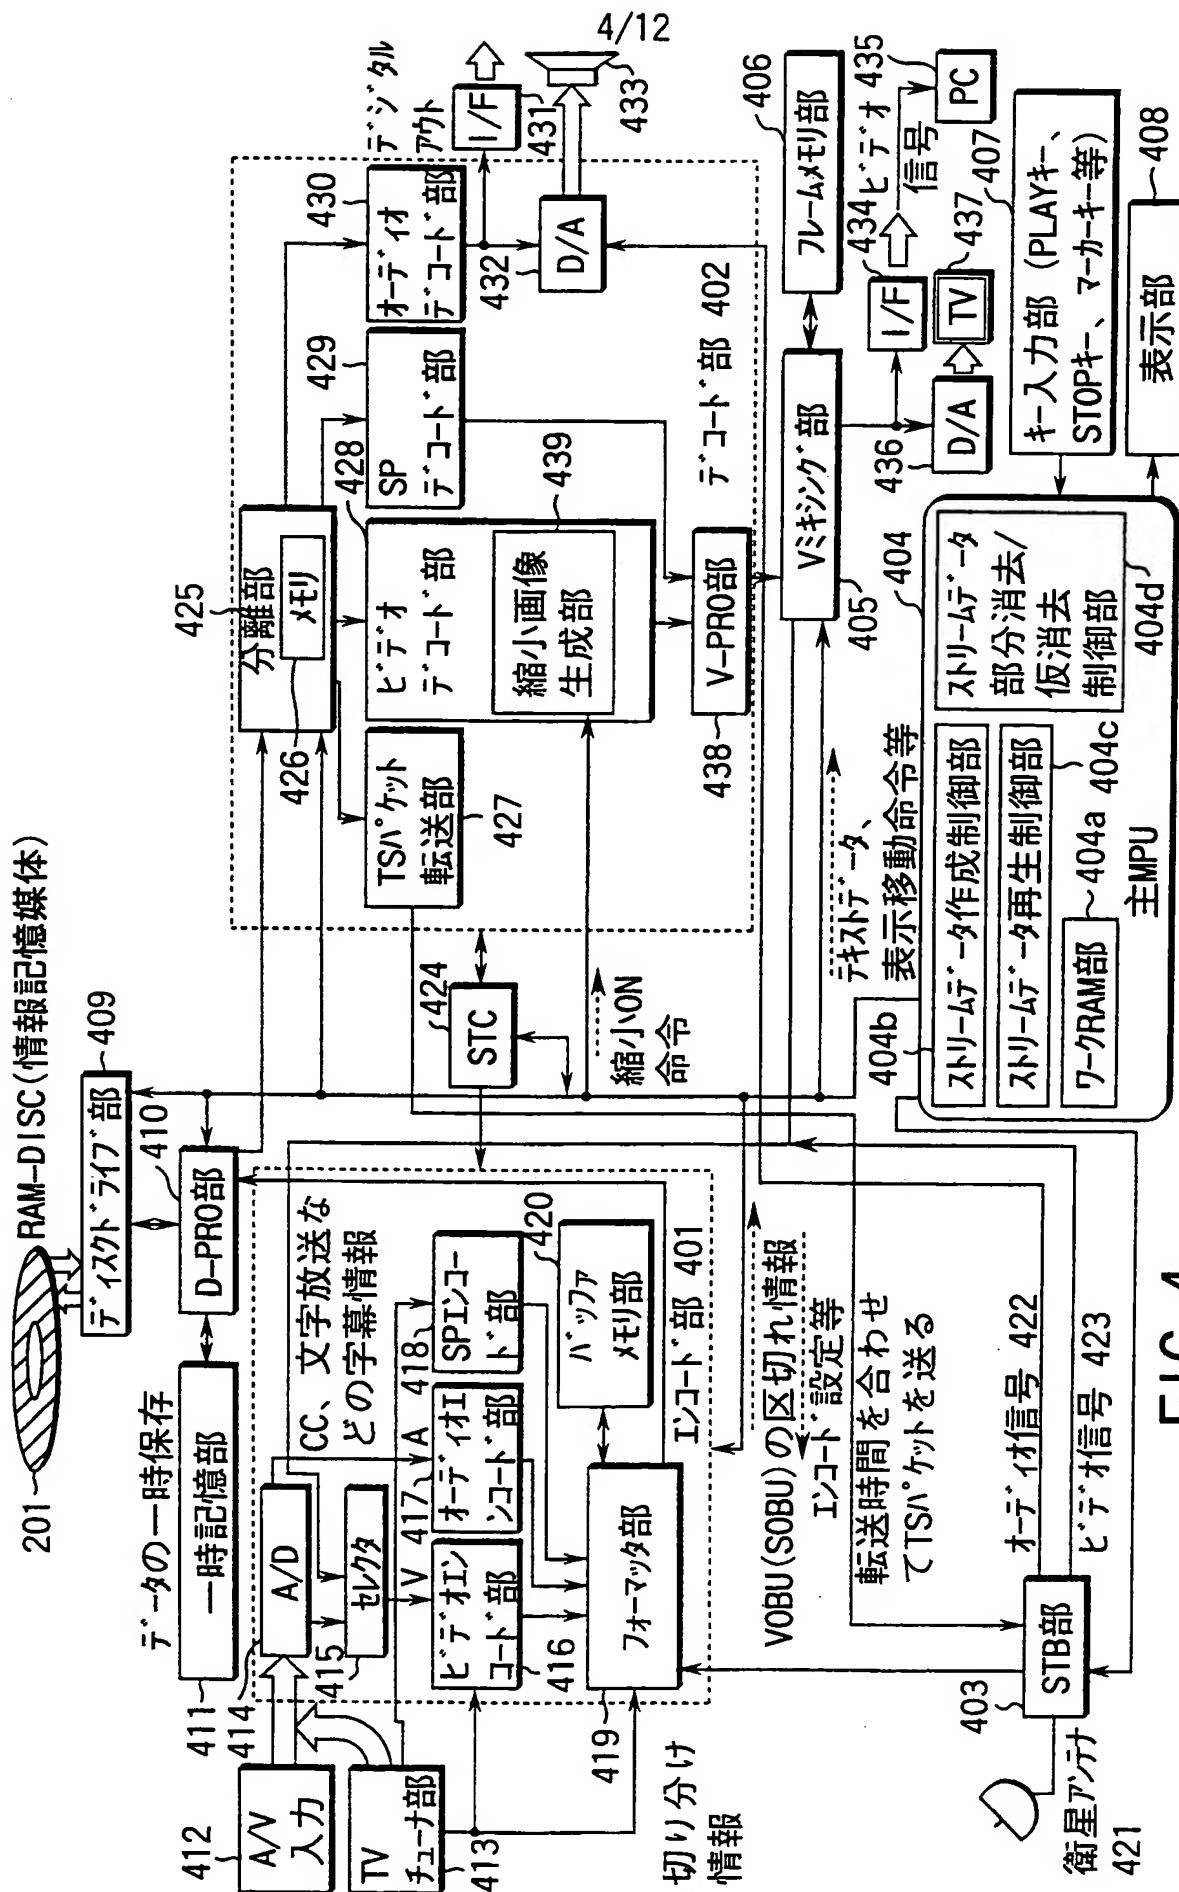 4/12
RAM-DISC(情報記憶媒体)
201
データの一時保存
一時記憶部
411
D-PRO部
410
ディスクドライブ部
409
A/V
入力
412
TV
チューナ部
413
A/D
414
セレクタ
415
CC、文字放送な
どの字幕情報
V
A
ビデオエン
コード部
416
オーディオエ
ンコード部
417
SPエンコー
ド部
418
フォーマッタ部
419
バッファ
メモリ部
420
エンコード部 401
切り分け
情報
VOBU(SOBU)の区切れ情報
エンコード設定等
転送時間を合わせ
てTSパケットを送る
STC
424
縮小ON
命令
分離部
メモリ
425
426
TSパケット
転送部
427
ビデオ
デコード部
428
縮小画像
生成部
439
SP
デコード部
429
オーディオ
デコード部
430
デジタル
アウト
I/F
431
D/A
432
433
V-PRO部
438
デコード部 402
Vミキシング部
405
フレームメモリ部
406
I/F
434
ビデオ
信号
PC
435
D/A
436
TV
437
テキストデータ、
表示移動命令等
ストリームデータ作成制御部
404b
ストリームデータ再生制御部
404c
ワークRAM部
404a
主MPU
ストリームデータ
部分消去/
仮消去
制御部
404d
404
キー入力部 (PLAYキー、
STOPキー、マーカーキー等)
407
表示部
408
STB部
403
衛星アンテナ
421
オーディオ信号 422
ビデオ信号 423
FIG. 4